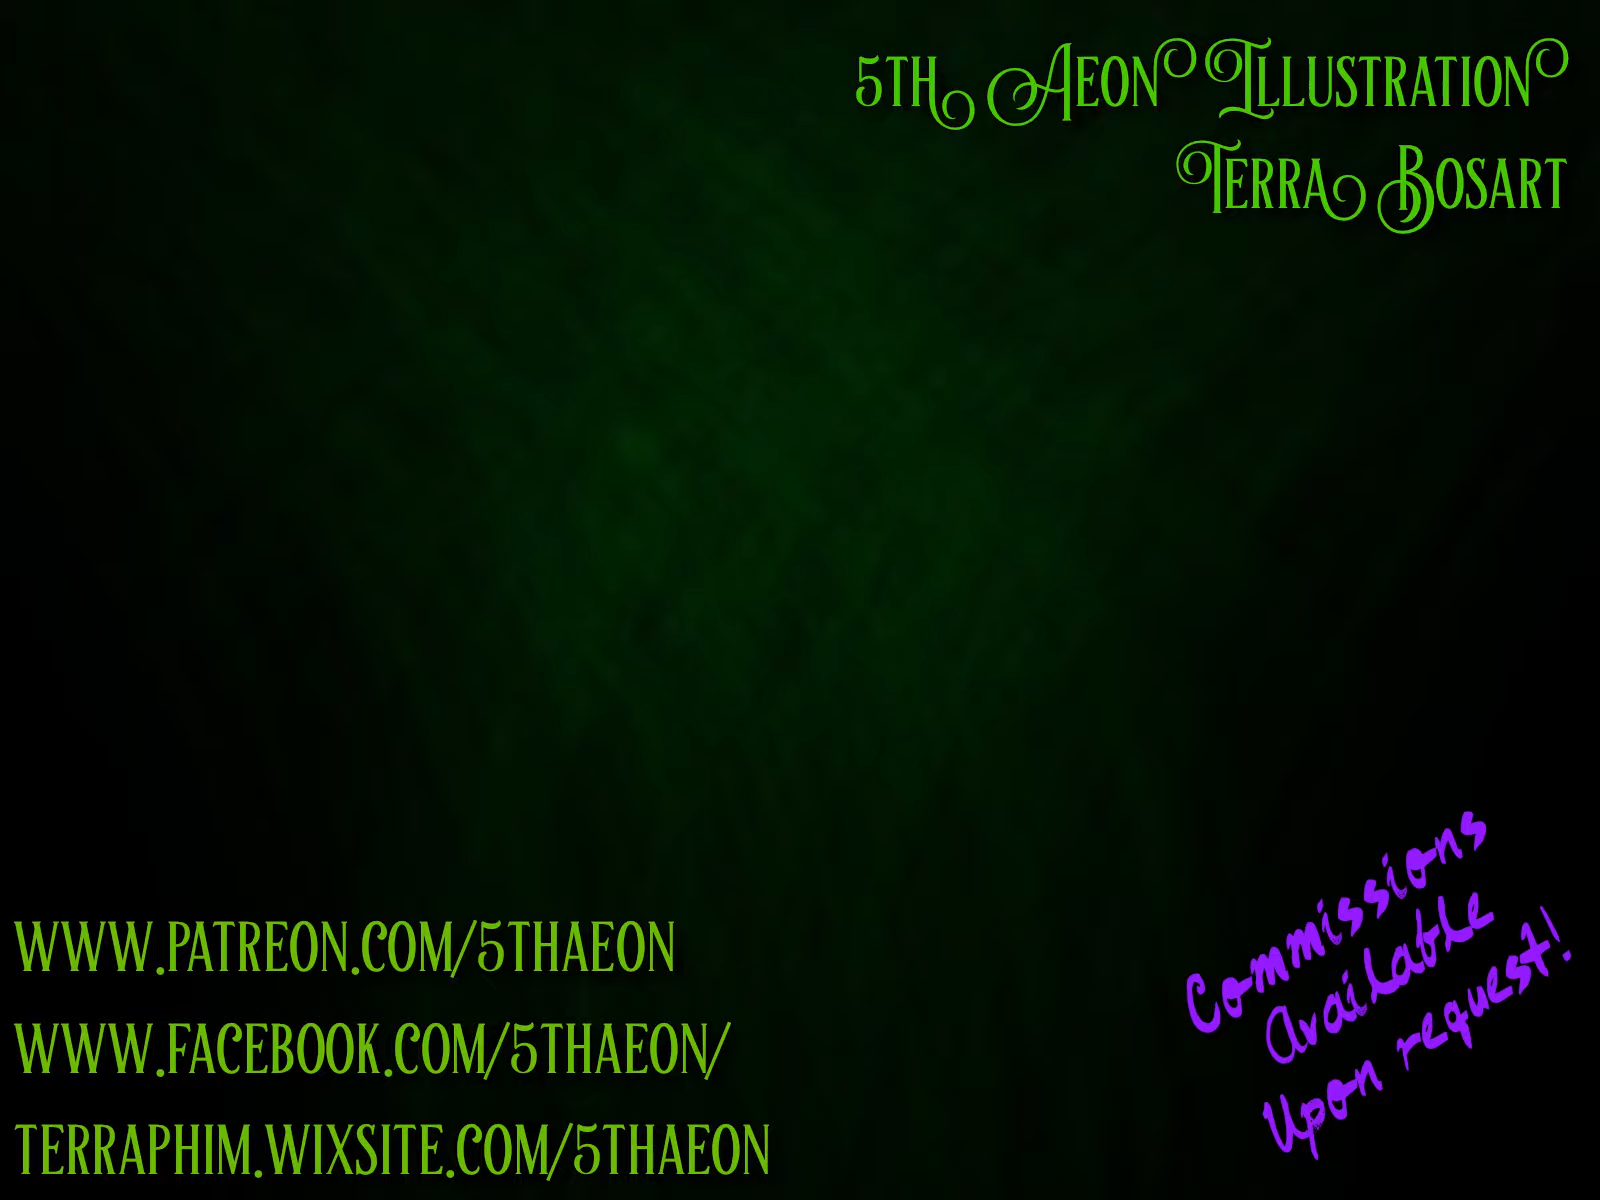 5th Aeon Illustration
Terra Bosart
www.patreon.com/5thaeon
www.facebook.com/5thaeon/
terraphim.wixsite.com/5thaeon
Commissions
Available
Upon request!